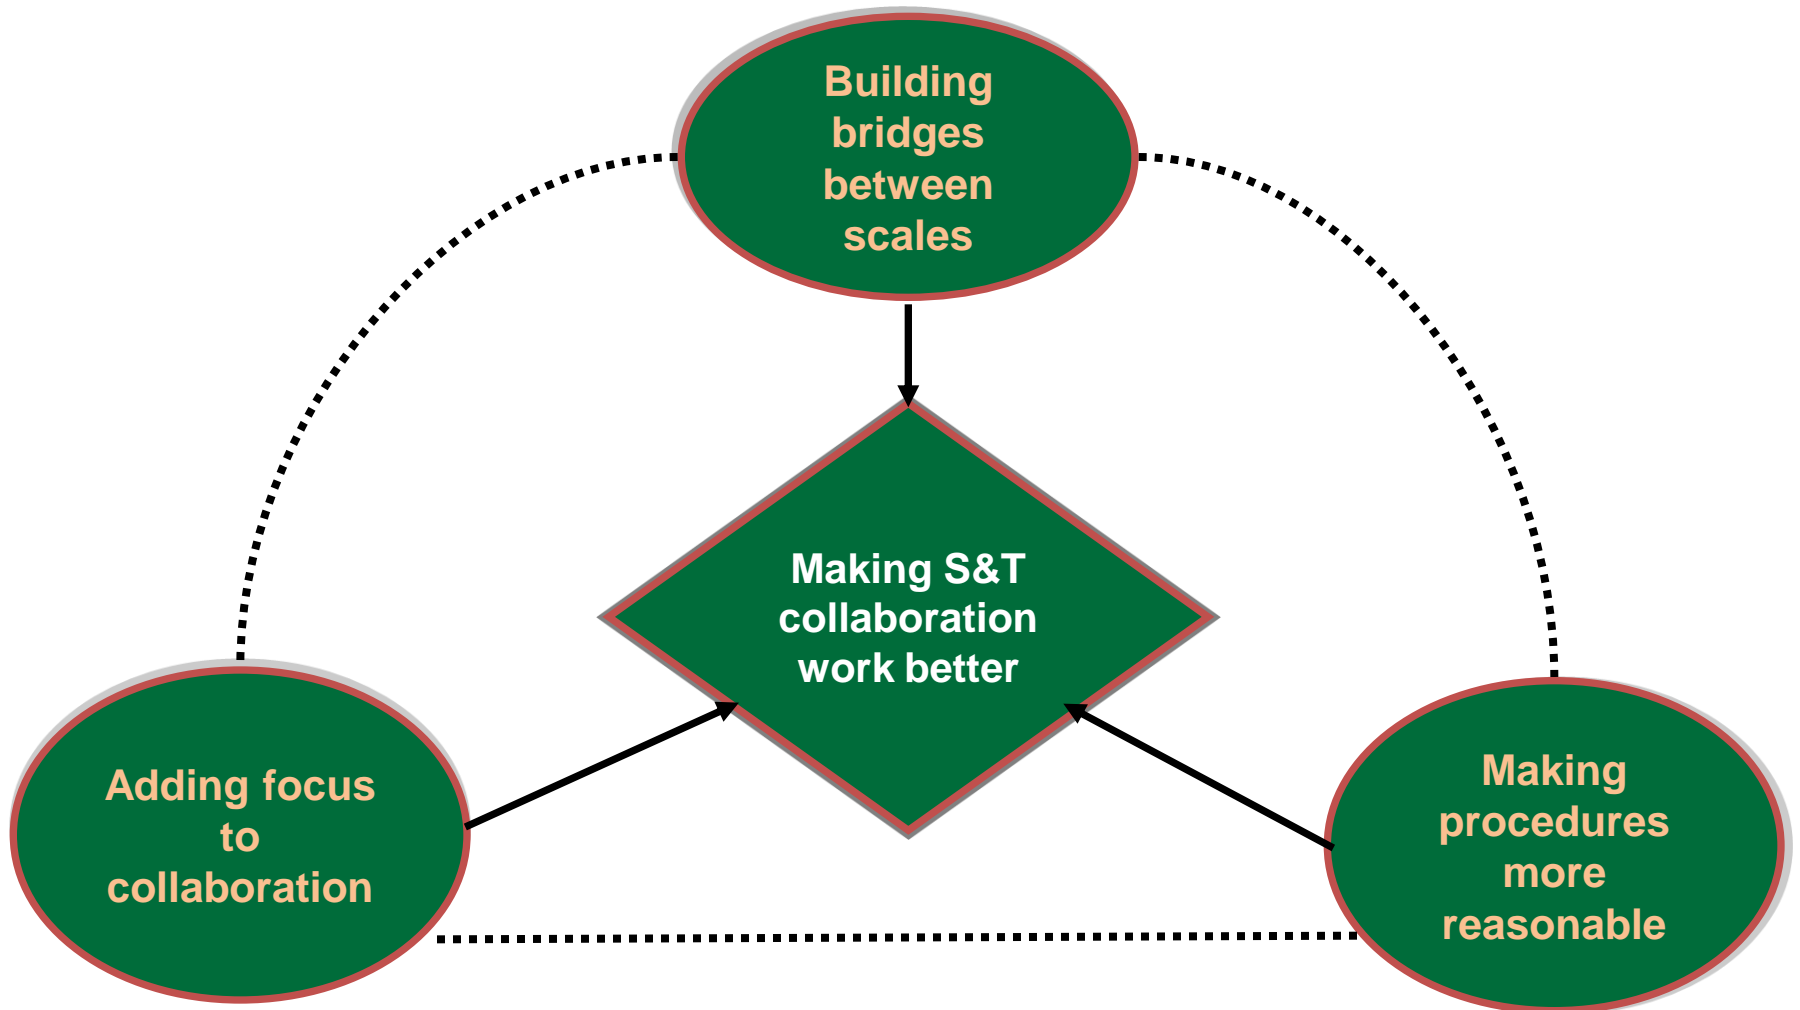 Building
bridges
between
scales
Making S&T
collaboration
work better
Adding focus
to
collaboration
Making
procedures
more
reasonable